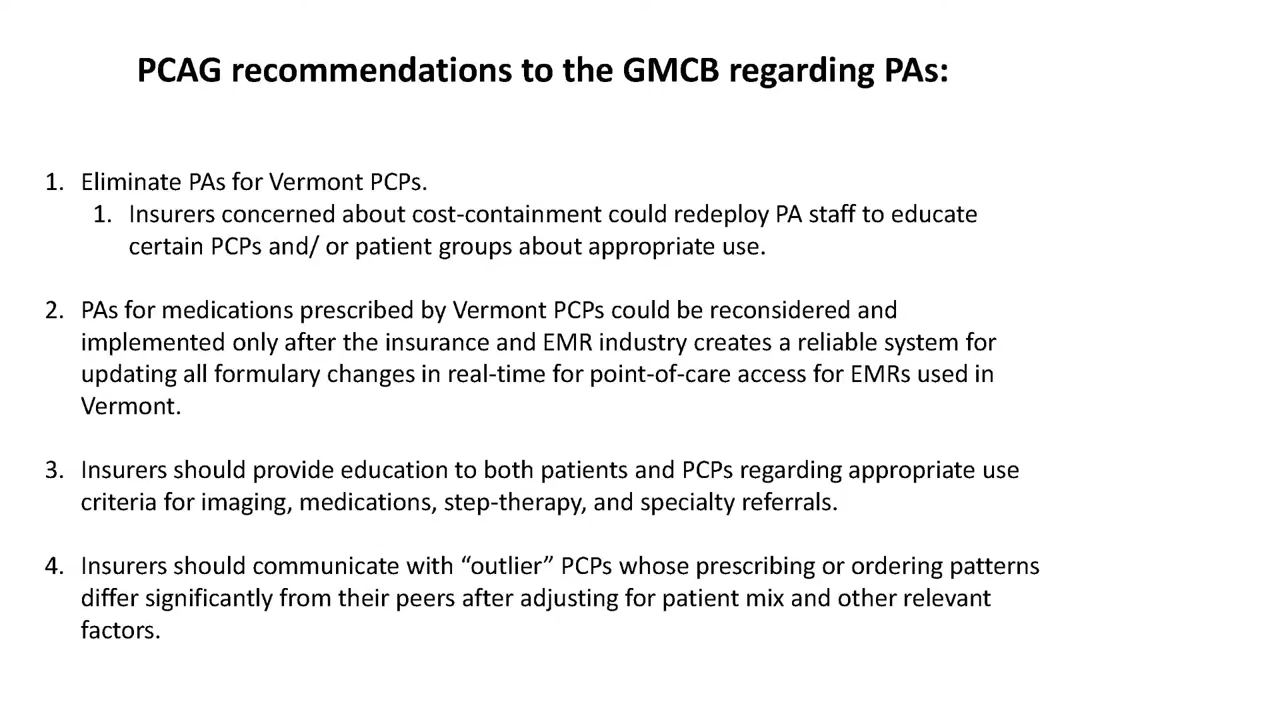 PCAG recommendations to the GMCB regarding PAs:
1. Eliminate PAs for Vermont PCPs.
1. Insurers concerned about cost-containment could redeploy PA staff to educate
certain PCPs and/ or patient groups about appropriate use.
2. PAs for medications prescribed by Vermont PCPs could be reconsidered and
implemented only after the insurance and EMR industry creates a reliable system for
updating all formulary changes in real-time for point-of-care access for EMRs used in
Vermont.
3. Insurers should provide education to both patients and PCPs regarding appropriate use
criteria for imaging, medications, step-therapy, and specialty referrals.
4. Insurers should communicate with “outlier” PCPs whose prescribing or ordering patterns
differ significantly from their peers after adjusting for patient mix and other relevant
factors.